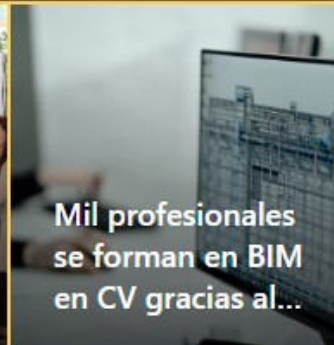 Mil profesionales
se forman en BIM
en CV gracias al...